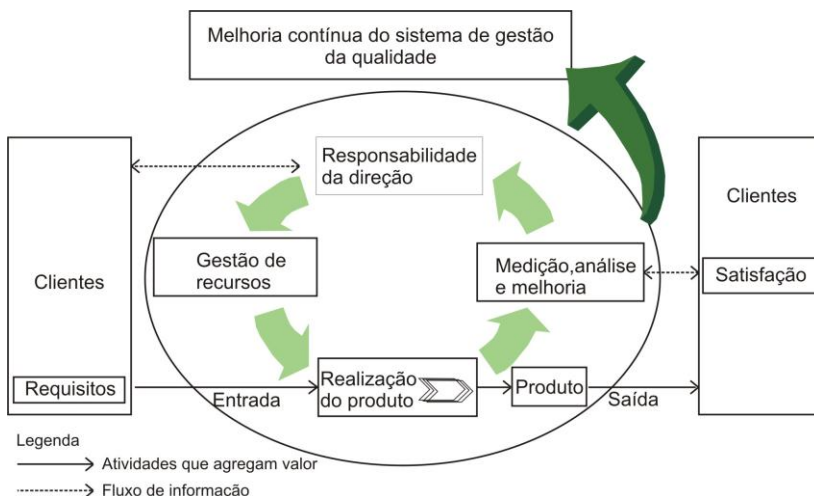 Melhoria contínua do sistema de gestão
da qualidade
Responsabilidade
da direção
Clientes
Gestão de
recursos
Medição,análise
e melhoria
Clientes
Satisfação
Requisitos
Entrada
Realização
do produto
Produto
Saída
Legenda
Atividades que agregam valor
Fluxo de informação